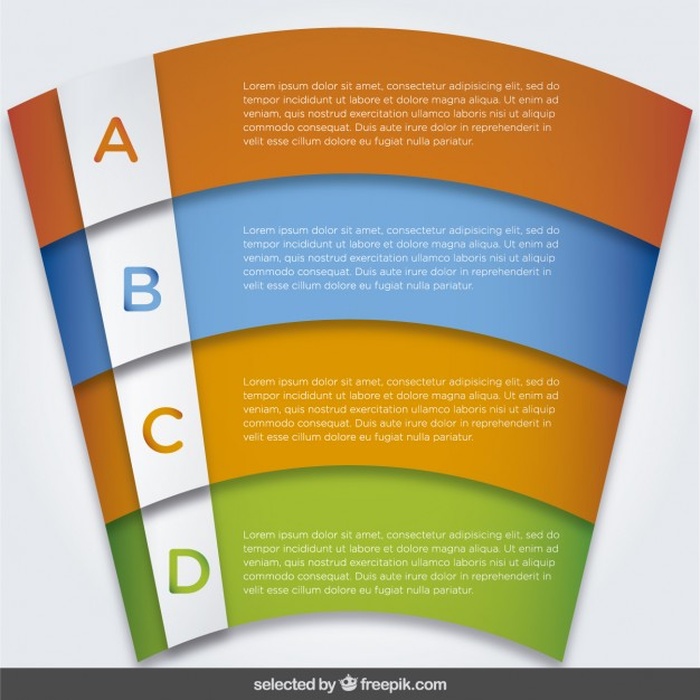 A
Lorem ipsum dolor sit amet, consectetur adipisicing elit, sed do
tempor incididunt ut labore et dolore magna aliqua. Ut enim ad
veniam, quis nostrud exercitation ullamco laboris nisi ut aliquip
commodo consequat. Duis aute irure dolor in reprehenderit in
esse cillum dolore eu fugiat nulla pariatur.
B
Lorem ipsum dolor sit amet, consectetur adipisicing elit, sed do
tempor incididunt ut labore et dolore magna aliqua. Ut enim ad
veniam, quis nostrud exercitation ullamco laboris nisi ut aliquip
commodo consequat. Duis aute irure dolor in reprehenderit in
esse cillum dolore eu fugiat nulla pariatur.
C
Lorem ipsum dolor sit amet, consectetur adipisicing elit, sed do
tempor incididunt ut labore et dolore magna aliqua. Ut enim ad
veniam, quis nostrud exercitation ullamco laboris nisi ut aliquip
commodo consequat. Duis aute irure dolor in reprehenderit in
esse cillum dolore eu fugiat nulla pariatur.
D
Lorem ipsum dolor sit amet, consectetur adipisicing elit, sed do
tempor incididunt ut labore et dolore magna aliqua. Ut enim ad
veniam, quis nostrud exercitation ullamco laboris nisi ut aliquip
commodo consequat. Duis aute irure dolor in reprehenderit in
esse cillum dolore eu fugiat nulla pariatur.
selected by freepik.com